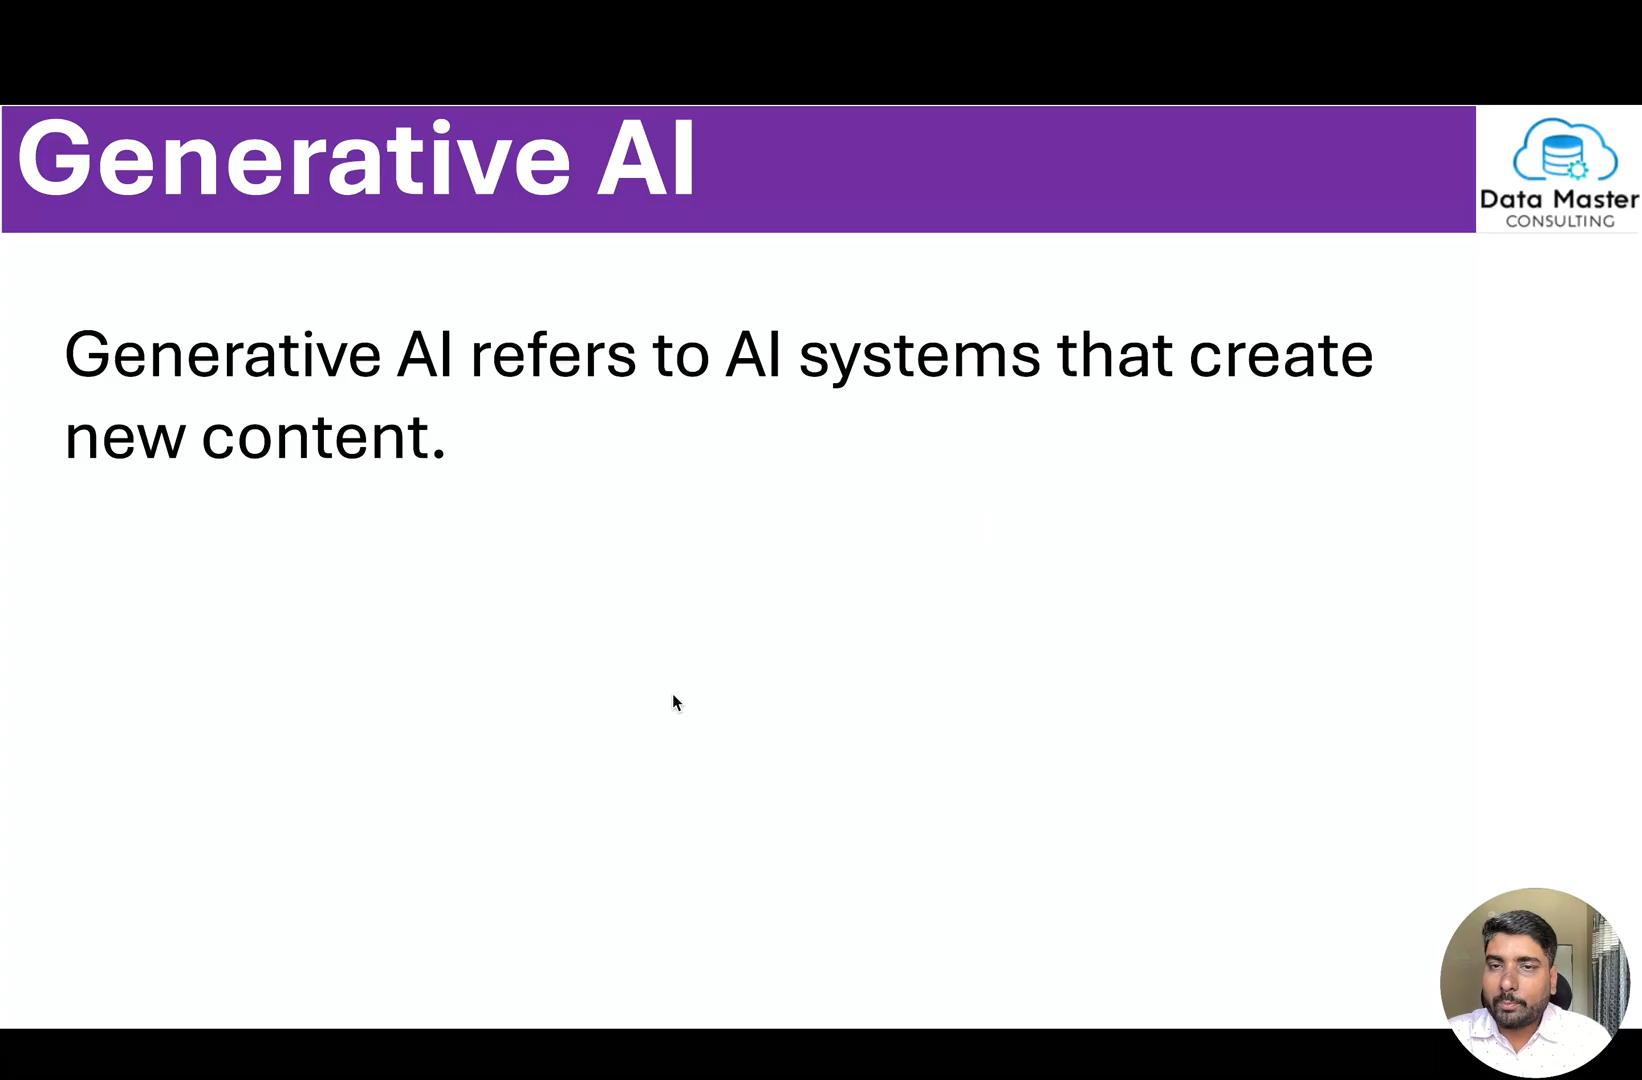 Generative AI
Data Master
CONSULTING
Generative AI refers to AI systems that create
new content.